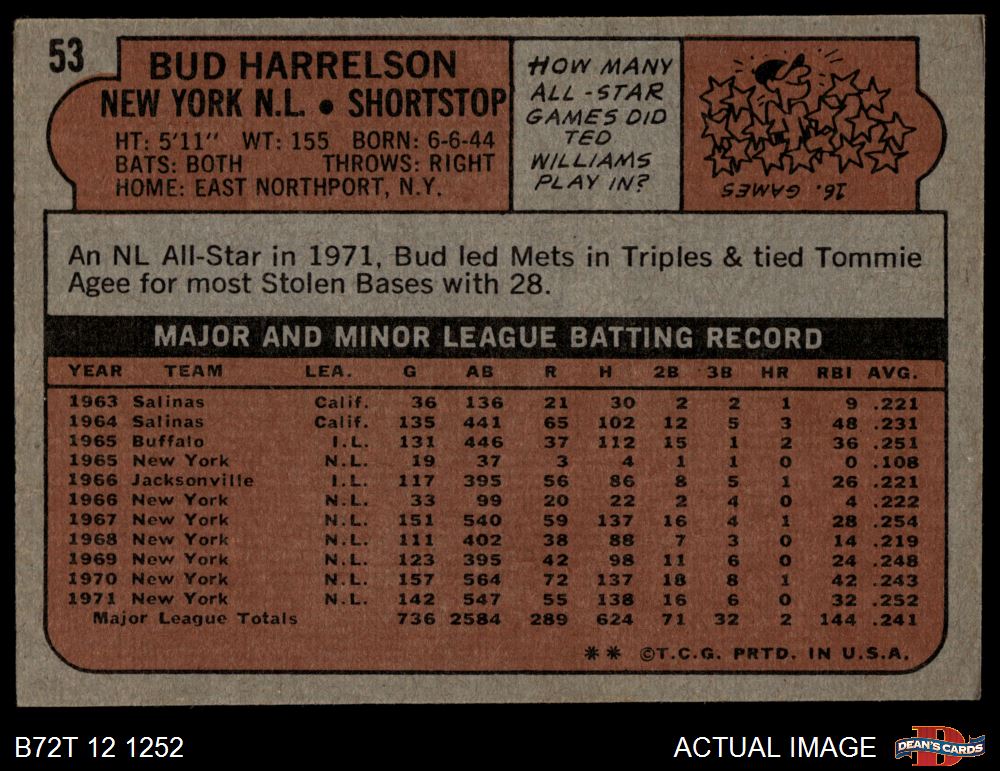 53
BUD HARRELSON
NEW YORK N.L. • SHORTSTOP
HT: 5'11" WT: 155 BORN: 6-6-44
BATS: BOTH THROWS: RIGHT
HOME: EAST NORTHPORT, N.Y.
HOW MANY
ALL-STAR
GAMES DID
TED
WILLIAMS
PLAY IN?
16. GAMES
An NL All-Star in 1971, Bud led Mets in Triples & tied Tommie
Agee for most Stolen Bases with 28.
MAJOR AND MINOR LEAGUE BATTING RECORD
YEAR TEAM LEA. G AB R H 2B 3B HR RBI AVG.
1963 Salinas Calif. 36 136 21 30 2 2 1 9 .221
1964 Salinas Calif. 135 441 65 102 12 5 3 48 .231
1965 Buffalo I.L. 131 446 37 112 15 1 2 36 .251
1965 New York N.L. 19 37 3 4 1 1 0 0 .108
1966 Jacksonville I.L. 117 395 56 86 8 5 1 26 .221
1966 New York N.L. 33 99 20 22 2 4 0 4 .222
1967 New York N.L. 151 540 59 137 16 4 1 28 .254
1968 New York N.L. 111 402 38 88 7 3 0 14 .219
1969 New York N.L. 123 395 42 98 11 6 0 24 .248
1970 New York N.L. 157 564 72 137 18 8 1 42 .243
1971 New York N.L. 142 547 55 138 16 6 0 32 .252
Major League Totals 736 2584 289 624 71 32 2 144 .241
** ©T.C.G. PRTD. IN U.S.A.
B72T 12 1252
ACTUAL IMAGE
DEAN'S CARDS